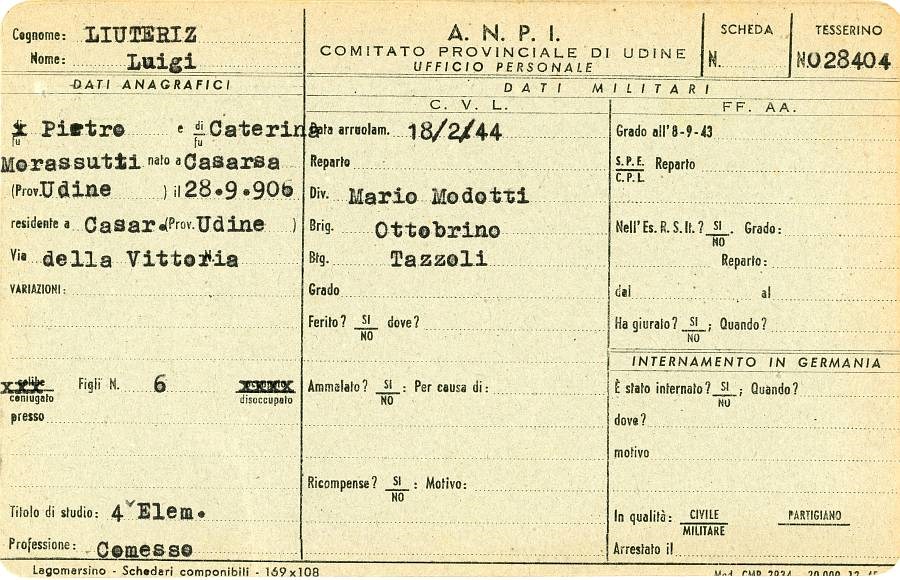 Cognome: LIUTERIZ
Nome: Luigi
A. N. P. I.
COMITATO PROVINCIALE DI UDINE
UFFICIO PERSONALE
SCHEDA
N.
TESSERINO
N. 028404
DATI ANAGRAFICI
fu Pietro e di Caterina
fu
Morassutti nato a Casarsa
(Prov. Udine ) il 28.9.906
residente a Casar. (Prov. Udine )
Via della Vittoria
VARIAZIONI:
xxx celibe Figli N. 6 xxxxx
coniugato disoccupato
presso
Titolo di studio: 4ˇ Elem.
Professione: Comesso
DATI MILITARI
C. V. L.
Data arruolam. 18/2/44
Reparto
Div. Mario Modotti
Brig. Ottobrino
Btg. Tazzoli
Grado
Ferito? SI dove?
NO
Ammalato? SI : Per causa di:
NO
Ricompense? SI : Motivo:
NO
FF. AA.
Grado all'8-9-43
S.P.E. Reparto
C.P.L.
Nell'Es. R. S. It.? SI . Grado:
NO
Reparto:
dal al
Ha giurato? SI ; Quando?
NO
INTERNAMENTO IN GERMANIA
È stato internato? SI ; Quando?
NO
dove?
motivo
In qualità: CIVILE PARTIGIANO
MILITARE
Arrestato il
Lagomarsino - Schedari componibili - 169 x 108